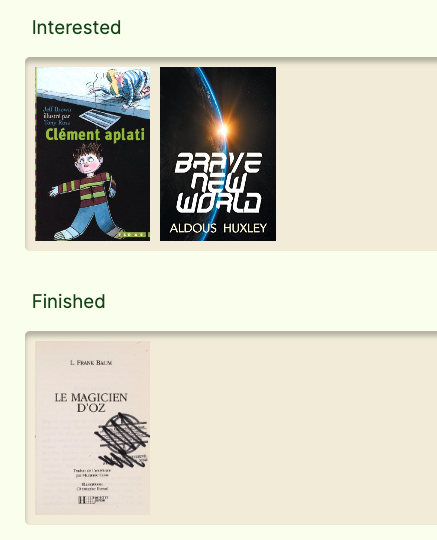 Interested
Jeff Brown
illustré par
Tony Ross
Clément aplati
BRAVE
NEW
WORLD
ALDOUS HUXLEY
Finished
L. FRANK BAUM
LE MAGICIEN
D'OZ
HACHETTE